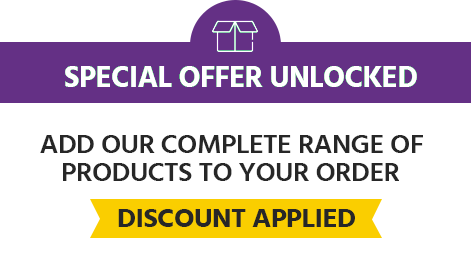 SPECIAL OFFER UNLOCKED
ADD OUR COMPLETE RANGE OF
PRODUCTS TO YOUR ORDER
DISCOUNT APPLIED